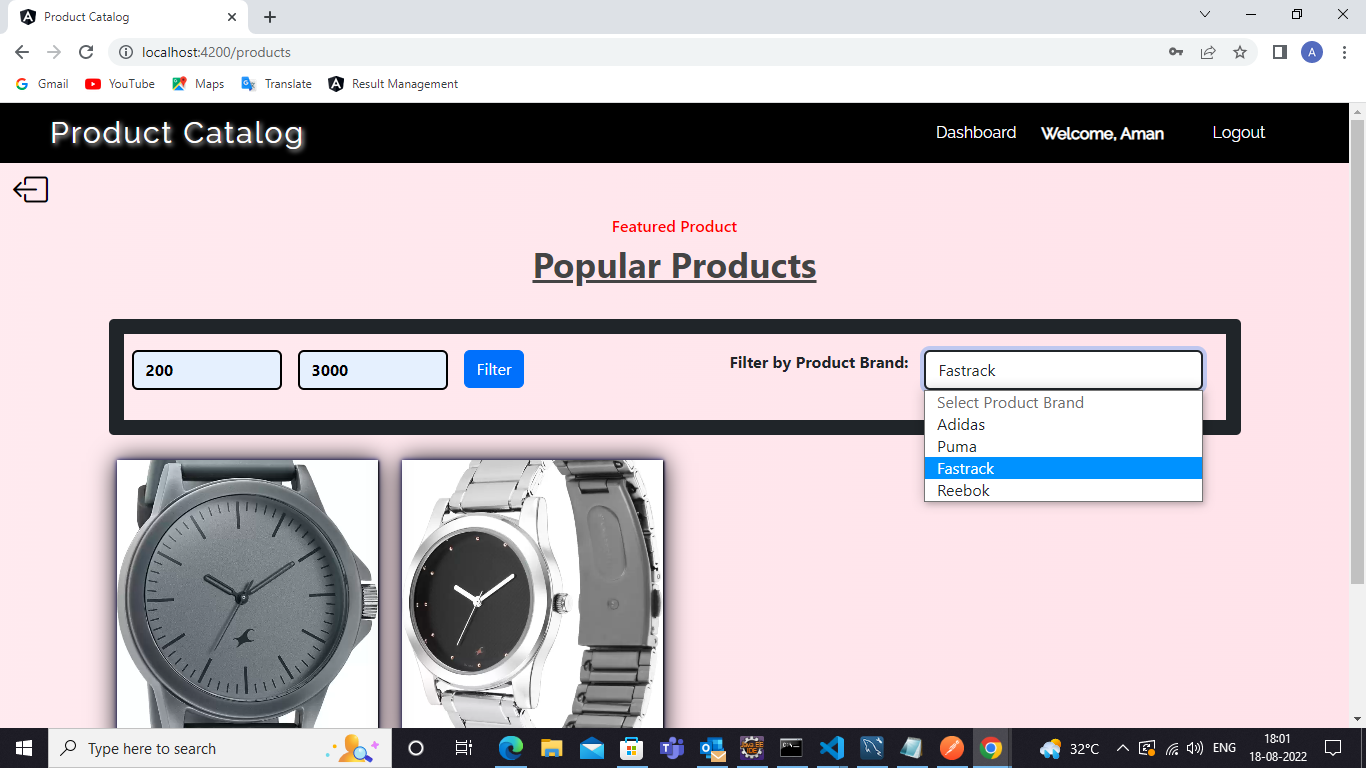 Product Catalog
localhost:4200/products
A
Gmail
YouTube
Maps
Translate
Result Management
Product Catalog
Dashboard
Welcome, Aman
Logout
Featured Product
Popular Products
200
3000
Filter
Filter by Product Brand:
Fastrack
Select Product Brand
Adidas
Puma
Fastrack
Reebok
Type here to search
32°C
ENG
18:01
18-08-2022